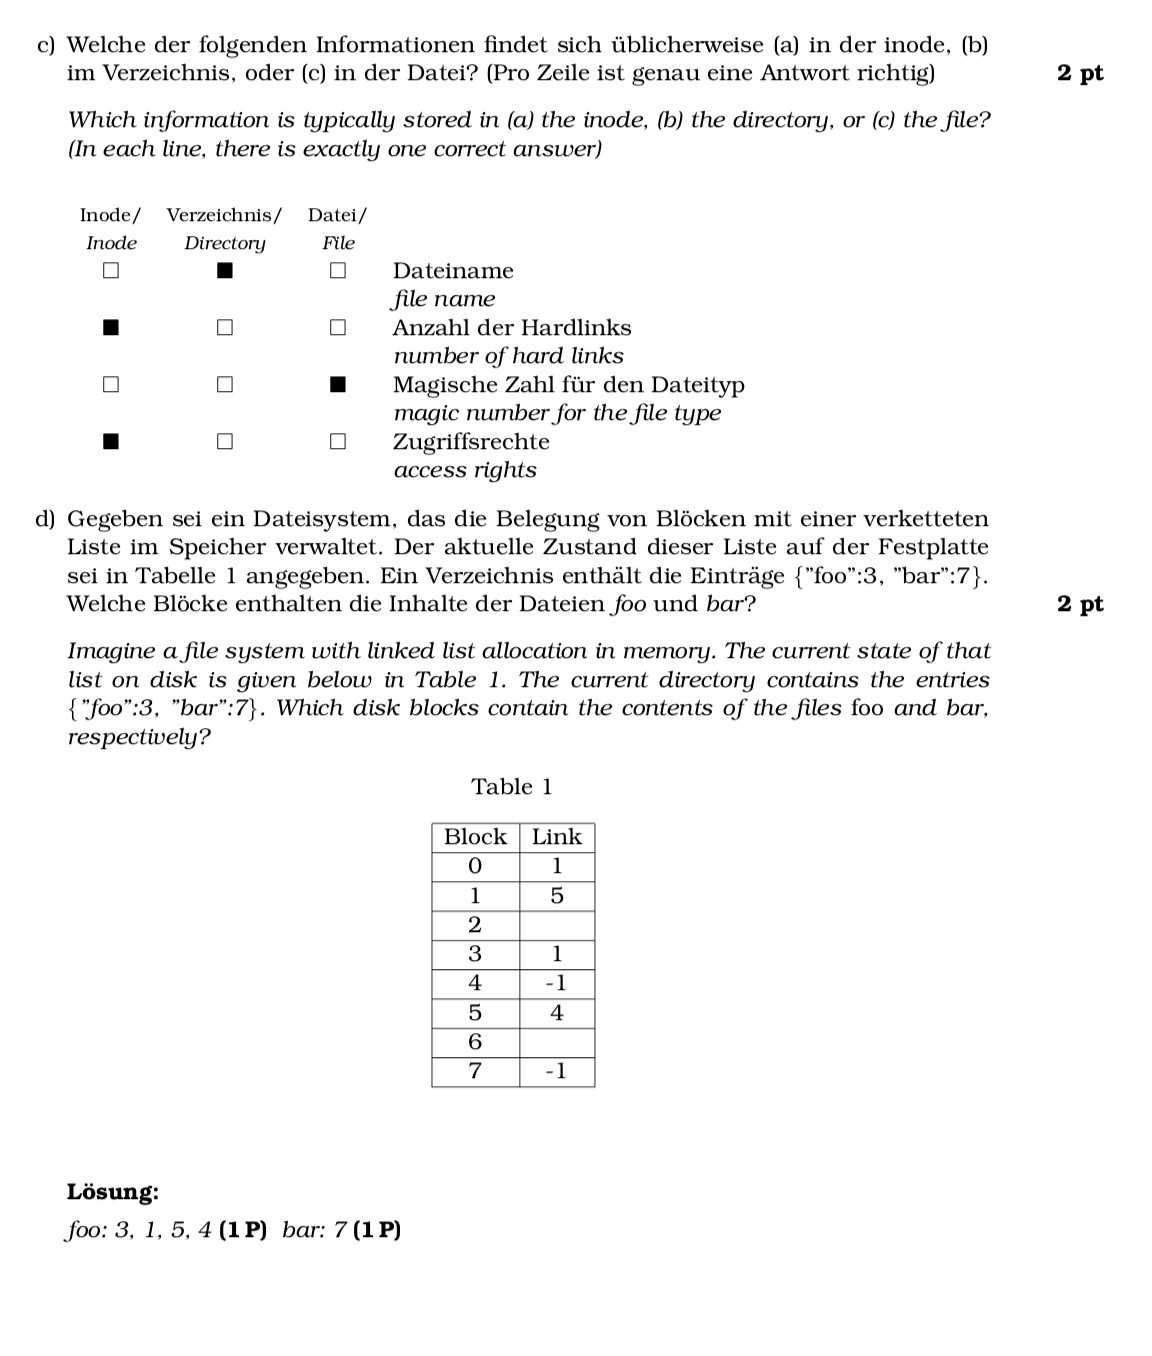 c) Welche der folgenden Informationen findet sich üblicherweise (a) in der inode, (b)
im Verzeichnis, oder (c) in der Datei? (Pro Zeile ist genau eine Antwort richtig) 2 pt
Which information is typically stored in (a) the inode, (b) the directory, or (c) the file?
(In each line, there is exactly one correct answer)
Inode/ Verzeichnis/ Datei/
Inode Directory File
☐ ■ ☐ Dateiname
file name
■ ☐ ☐ Anzahl der Hardlinks
number of hard links
☐ ☐ ■ Magische Zahl für den Dateityp
magic number for the file type
■ ☐ ☐ Zugriffsrechte
access rights
d) Gegeben sei ein Dateisystem, das die Belegung von Blöcken mit einer verketteten
Liste im Speicher verwaltet. Der aktuelle Zustand dieser Liste auf der Festplatte
sei in Tabelle 1 angegeben. Ein Verzeichnis enthält die Einträge {"foo":3, "bar":7}.
Welche Blöcke enthalten die Inhalte der Dateien foo und bar? 2 pt
Imagine a file system with linked list allocation in memory. The current state of that
list on disk is given below in Table 1. The current directory contains the entries
{"foo":3, "bar":7}. Which disk blocks contain the contents of the files foo and bar,
respectively?
Table 1
Block Link
0 1
1 5
2
3 1
4 -1
5 4
6
7 -1
Lösung:
foo: 3, 1, 5, 4 (1 P) bar: 7 (1 P)